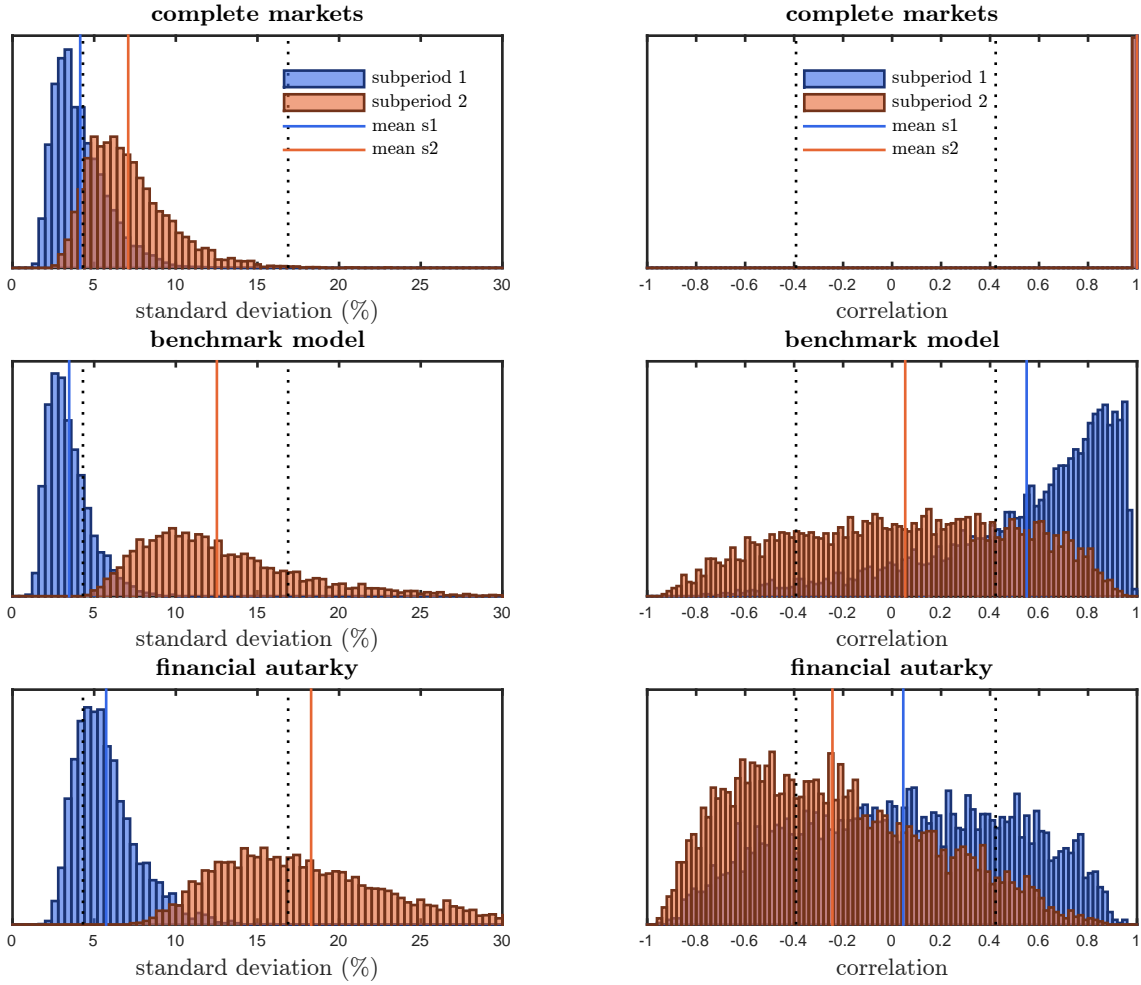 complete markets
subperiod 1
subperiod 2
mean s1
mean s2
0 5 10 15 20 25 30
standard deviation (%)
complete markets
subperiod 1
subperiod 2
mean s1
mean s2
-1 -0.8 -0.6 -0.4 -0.2 0 0.2 0.4 0.6 0.8 1
correlation
benchmark model
0 5 10 15 20 25 30
standard deviation (%)
benchmark model
-1 -0.8 -0.6 -0.4 -0.2 0 0.2 0.4 0.6 0.8 1
correlation
financial autarky
0 5 10 15 20 25 30
standard deviation (%)
financial autarky
-1 -0.8 -0.6 -0.4 -0.2 0 0.2 0.4 0.6 0.8 1
correlation